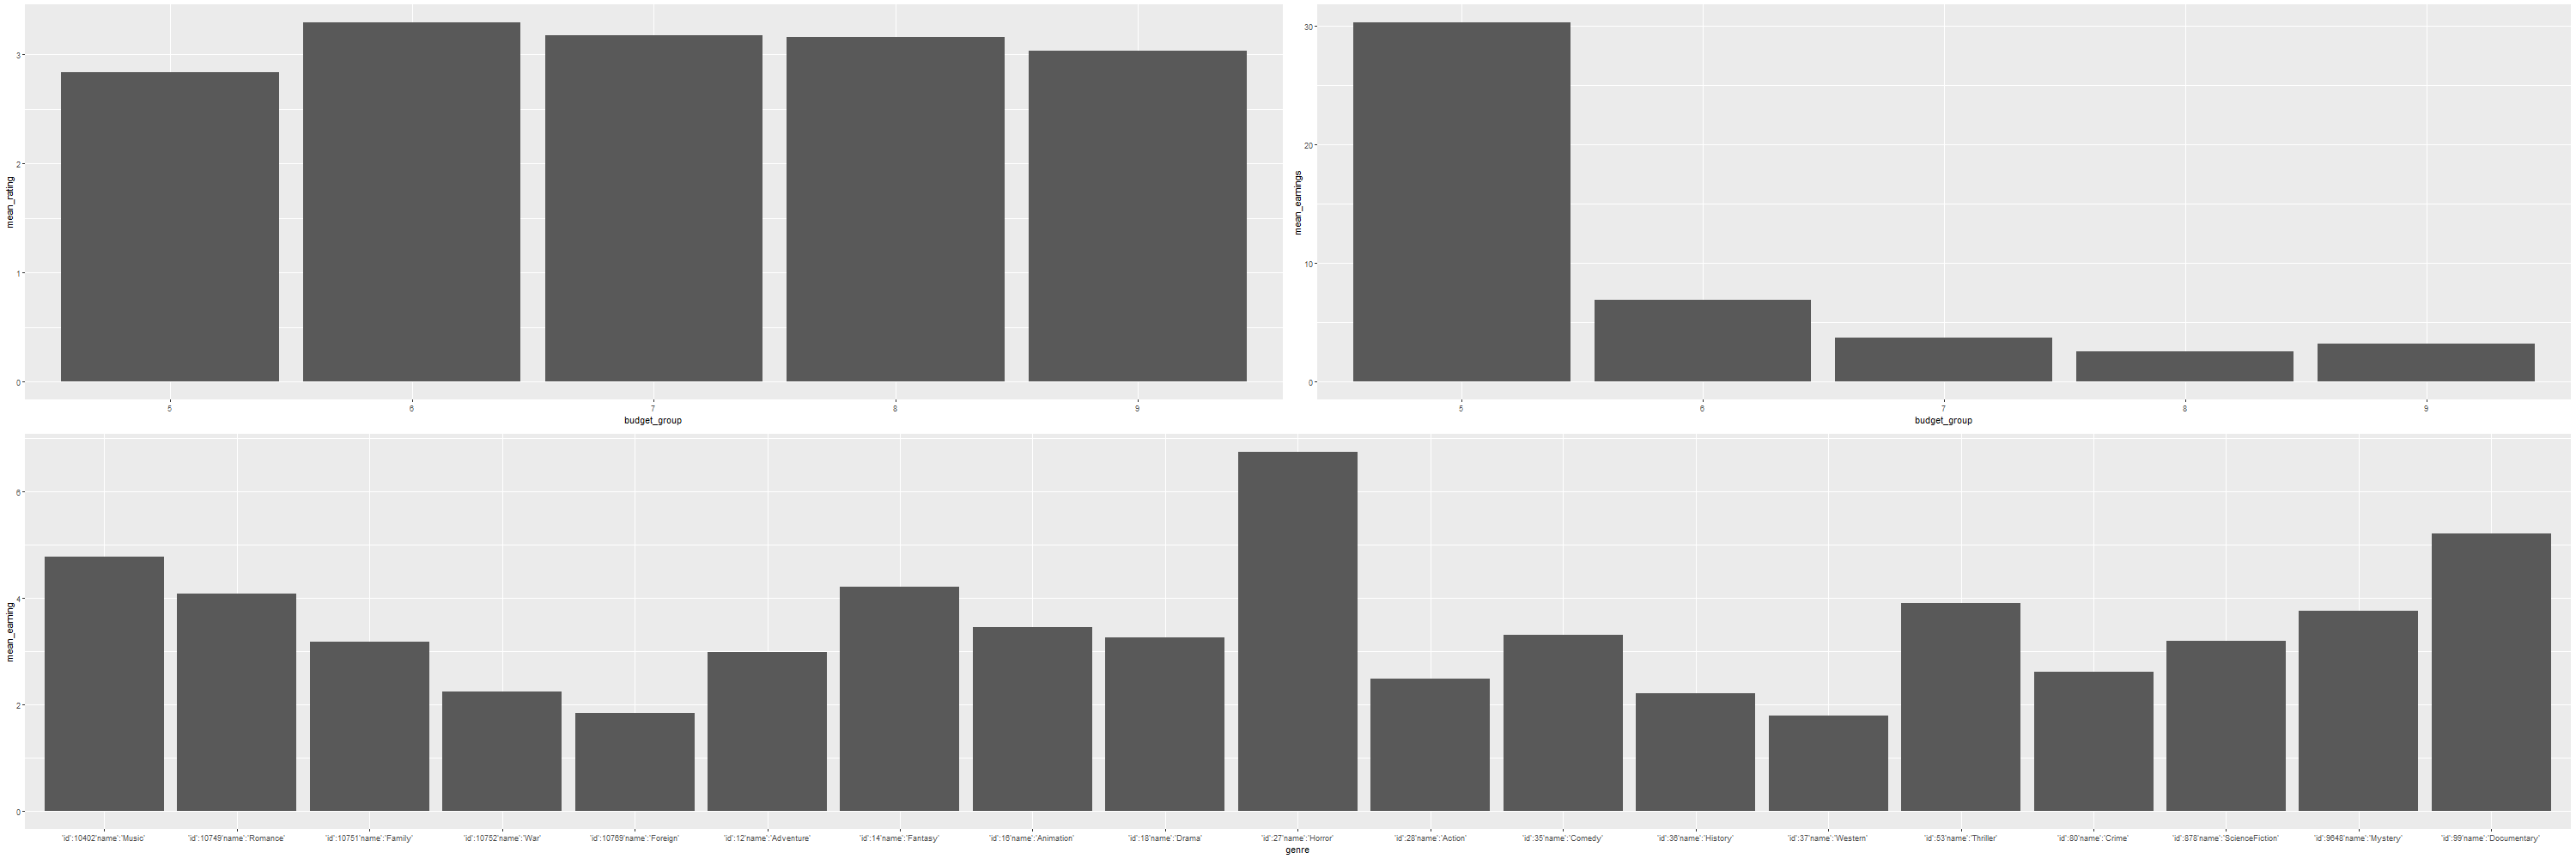 mean_rating
3
2
1
0
5 6 7 8 9
budget_group
mean_earnings
30
20
10
0
5 6 7 8 9
budget_group
mean_earning
6
4
2
0
'id':10402'name':'Music' 'id':10749'name':'Romance' 'id':10751'name':'Family' 'id':10752'name':'War' 'id':10769'name':'Foreign' 'id':12'name':'Adventure' 'id':14'name':'Fantasy' 'id':16'name':'Animation' 'id':18'name':'Drama' 'id':27'name':'Horror' 'id':28'name':'Action' 'id':35'name':'Comedy' 'id':36'name':'History' 'id':37'name':'Western' 'id':53'name':'Thriller' 'id':80'name':'Crime' 'id':878'name':'ScienceFiction' 'id':9648'name':'Mystery' 'id':99'name':'Documentary'
genre